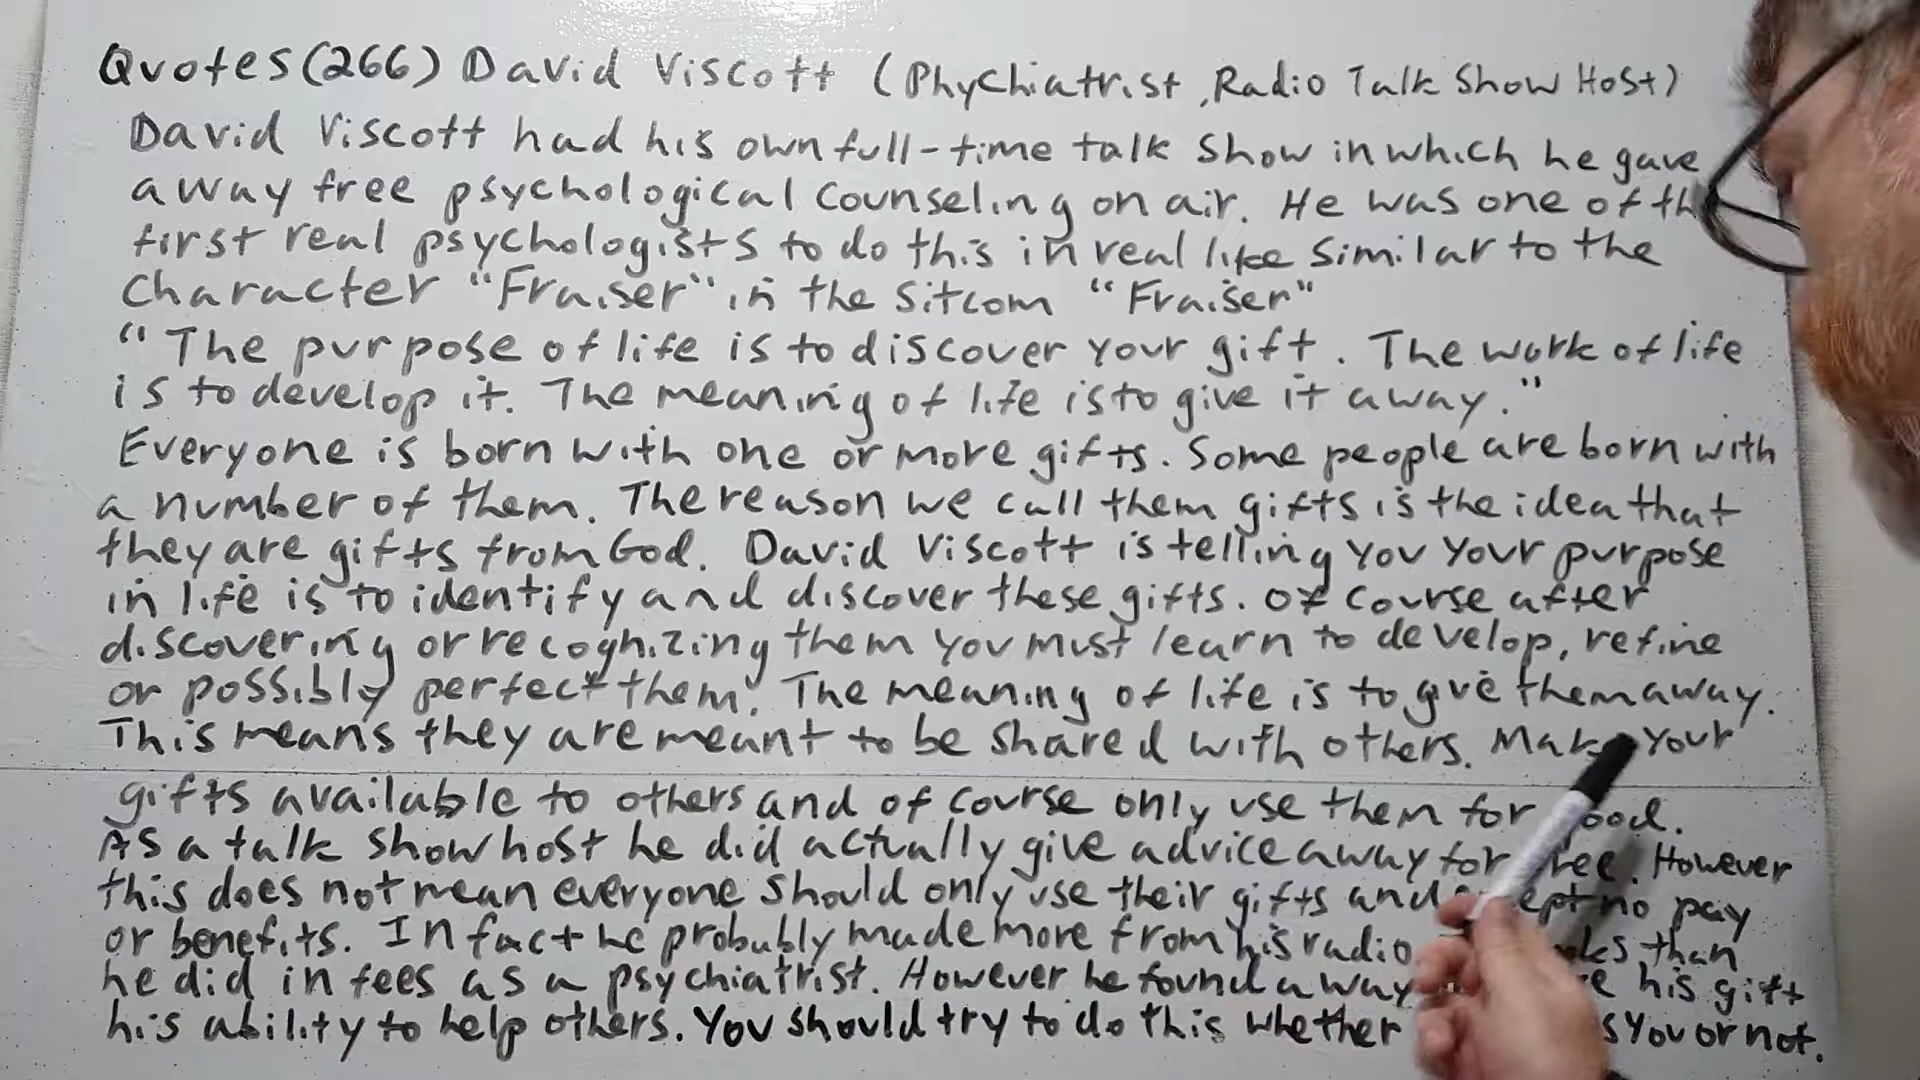 Quotes(266) David Viscott (Phychiatrist, Radio Talk Show Host)
David Viscott had his own full-time talk show in which he gave
away free psychological counseling on air. He was one of
first real psychologists to do this in real like similar to the
character "Fraiser" in the sitcom "Fraiser"
"The purpose of life is to discover your gift. The work of life
is to develop it. The meaning of life is to give it away."
Everyone is born with one or more gifts. Some people are born with
a number of them. The reason we call them gifts is the idea that
they are gifts from God. David Viscott is telling you your purpose
in life is to identify and discover these gifts. Of course after
discovering or recoghizing them you must learn to develop, refine
or possibly perfect them. The meaning of life is to give them away.
This means they are meant to be shared with others. Make your
gifts available to others and of course only use them for
As a talk show host he did actually give advice away for However
this does not mean everyone should only use their gifts and no pay
or benefits. In fact he probably made more from his radio than
he did in fees as a psychiatrist. However he found a way his gift
his ability to help others. You should try to do this whether you or not.